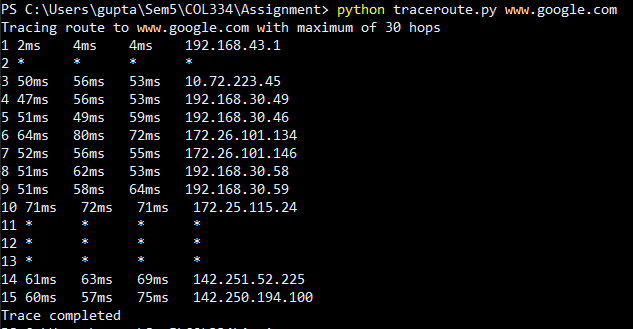 PS C:\Users\gupta\Sem5\COL334\Assignment> python traceroute.py www.google.com
Tracing route to www.google.com with maximum of 30 hops
1 2ms 4ms 4ms 192.168.43.1
2 * * * *
3 50ms 56ms 53ms 10.72.223.45
4 47ms 56ms 53ms 192.168.30.49
5 51ms 49ms 59ms 192.168.30.46
6 64ms 80ms 72ms 172.26.101.134
7 52ms 56ms 55ms 172.26.101.146
8 51ms 62ms 53ms 192.168.30.58
9 51ms 58ms 64ms 192.168.30.59
10 71ms 72ms 71ms 172.25.115.24
11 * * * *
12 * * * *
13 * * * *
14 61ms 63ms 69ms 142.251.52.225
15 60ms 57ms 75ms 142.250.194.100
Trace completed